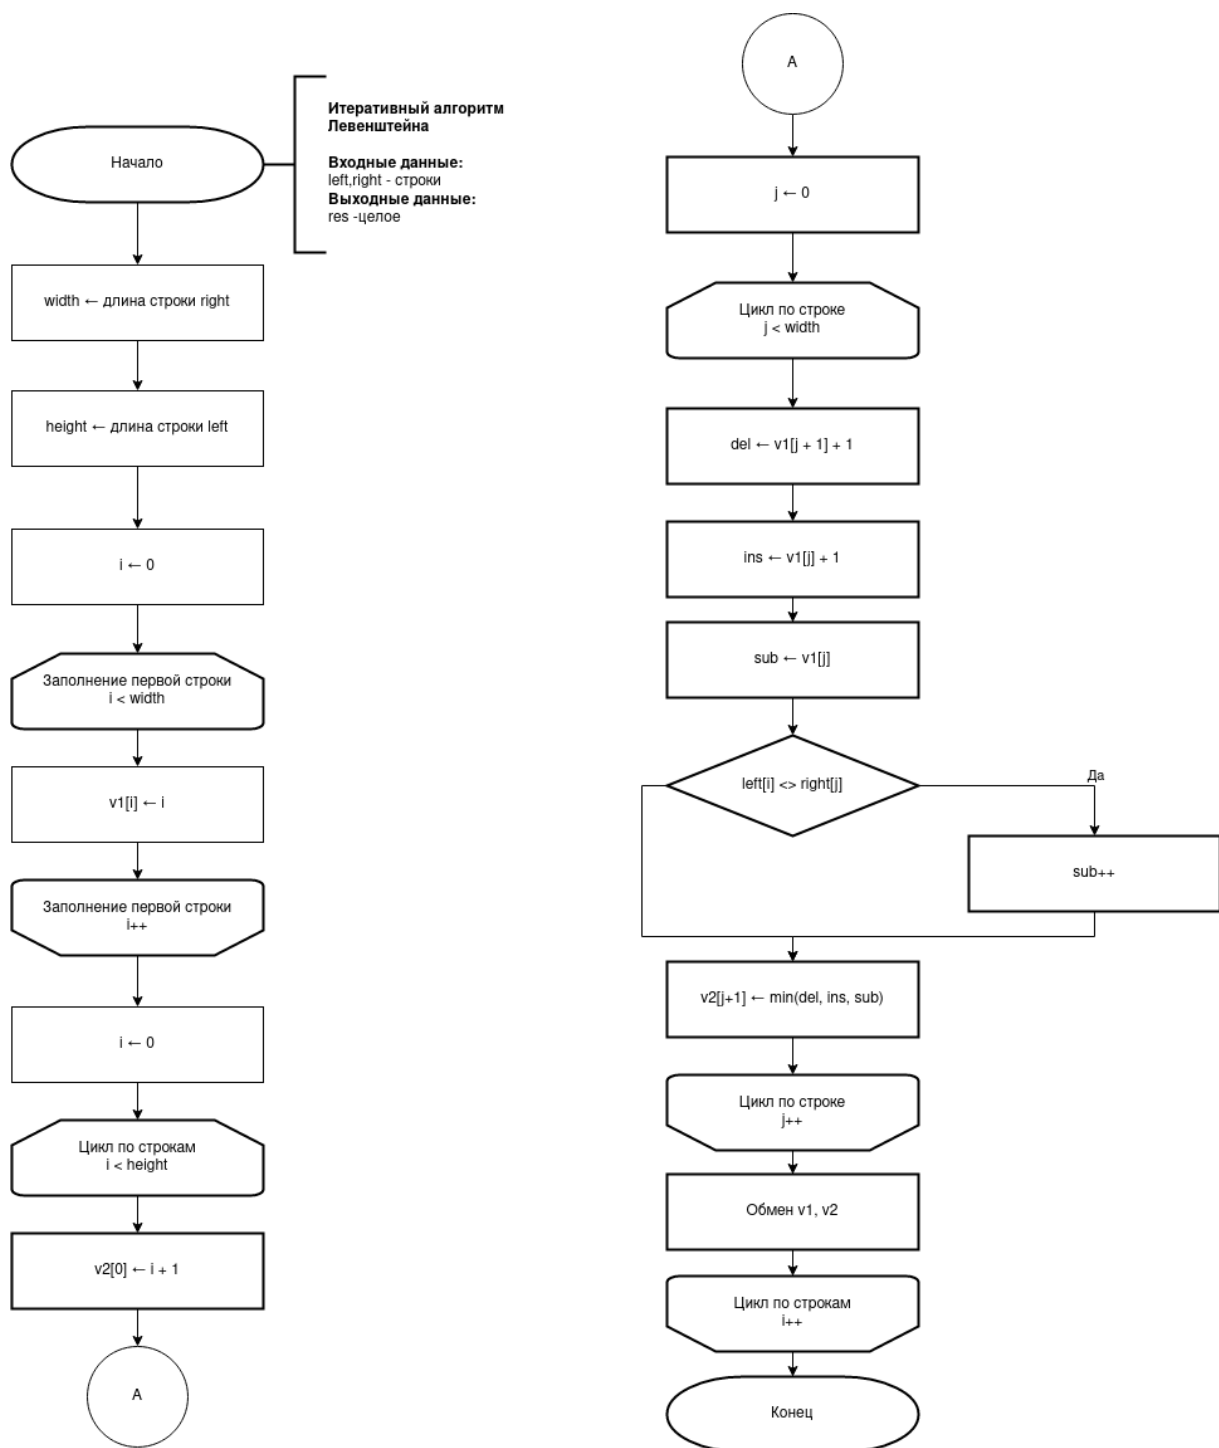 Начало
Итеративный алгоритм
Левенштейна
Входные данные:
left,right - строки
Выходные данные:
res -целое
width ← длина строки right
height ← длина строки left
i ← 0
Заполнение первой строки
i < width
v1[i] ← i
Заполнение первой строки
i++
i ← 0
Цикл по строкам
i < height
v2[0] ← i + 1
A
A
j ← 0
Цикл по строке
j < width
del ← v1[j + 1] + 1
ins ← v1[j] + 1
sub ← v1[j]
left[i] <> right[j]
Да
sub++
v2[j+1] ← min(del, ins, sub)
Цикл по строке
j++
Обмен v1, v2
Цикл по строкам
i++
Конец